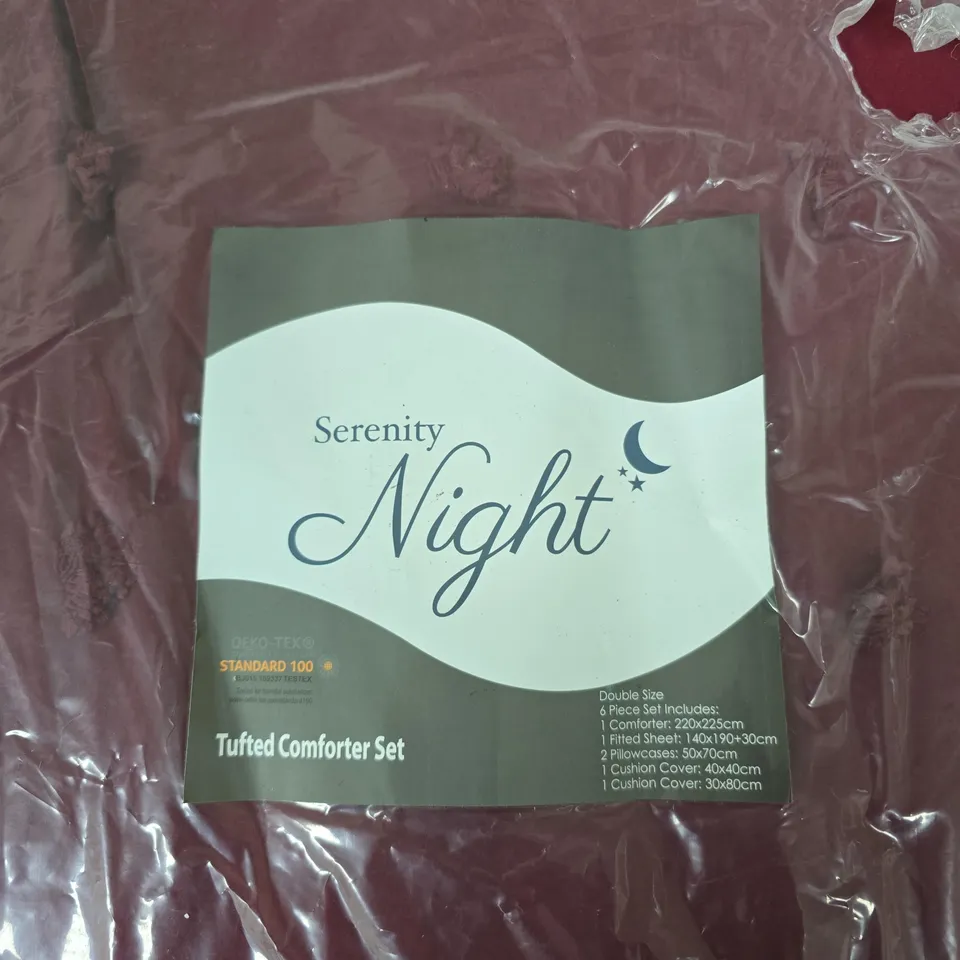 Serenity
Night
OEKO-TEX®
STANDARD 100
TESTEX
Tufted Comforter Set
Double Size
6 Piece Set Includes:
1 Comforter: 220x225cm
1 Fitted Sheet: 140x190+30cm
2 Pillowcases: 50x70cm
1 Cushion Cover: 40x40cm
1 Cushion Cover: 30x80cm